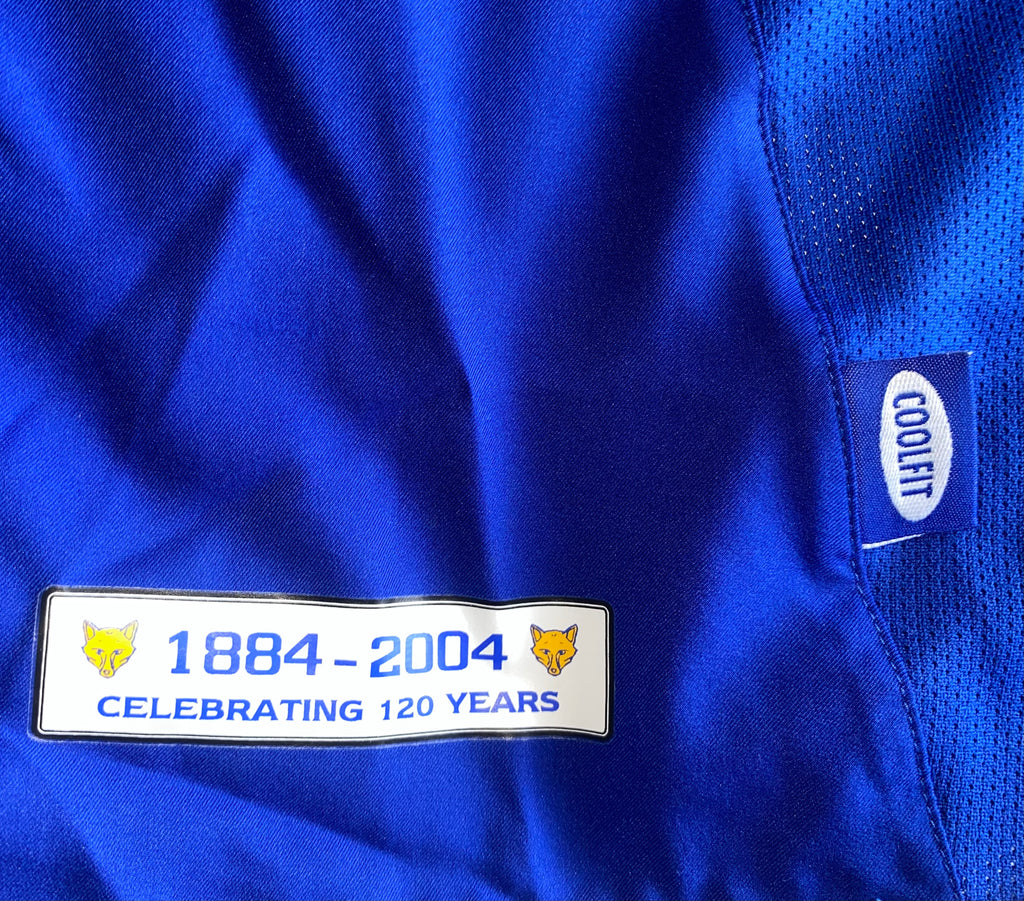 1884-2004
CELEBRATING 120 YEARS
COOLFIT